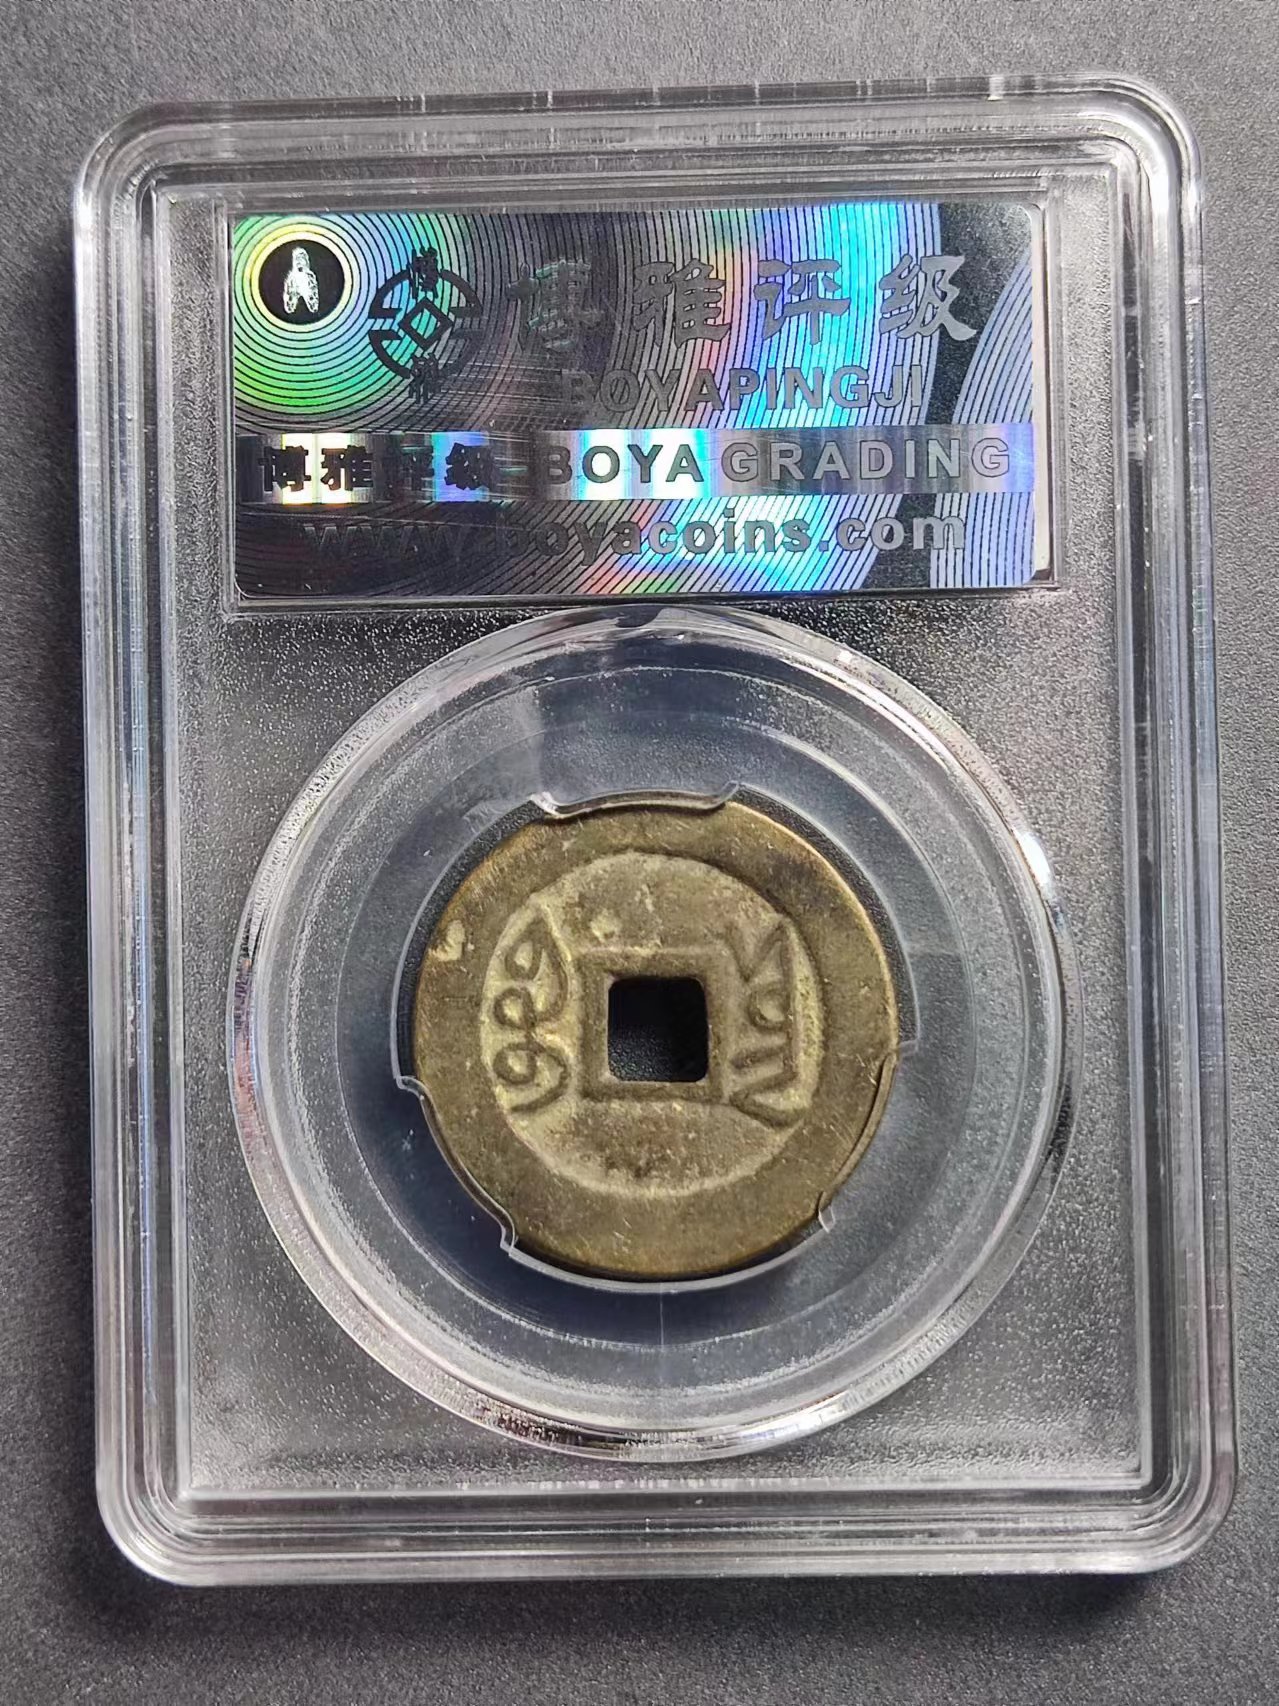 博雅评级
BOYAPINGJI
博雅评级 BOYA GRADING
www.boyacoins.com